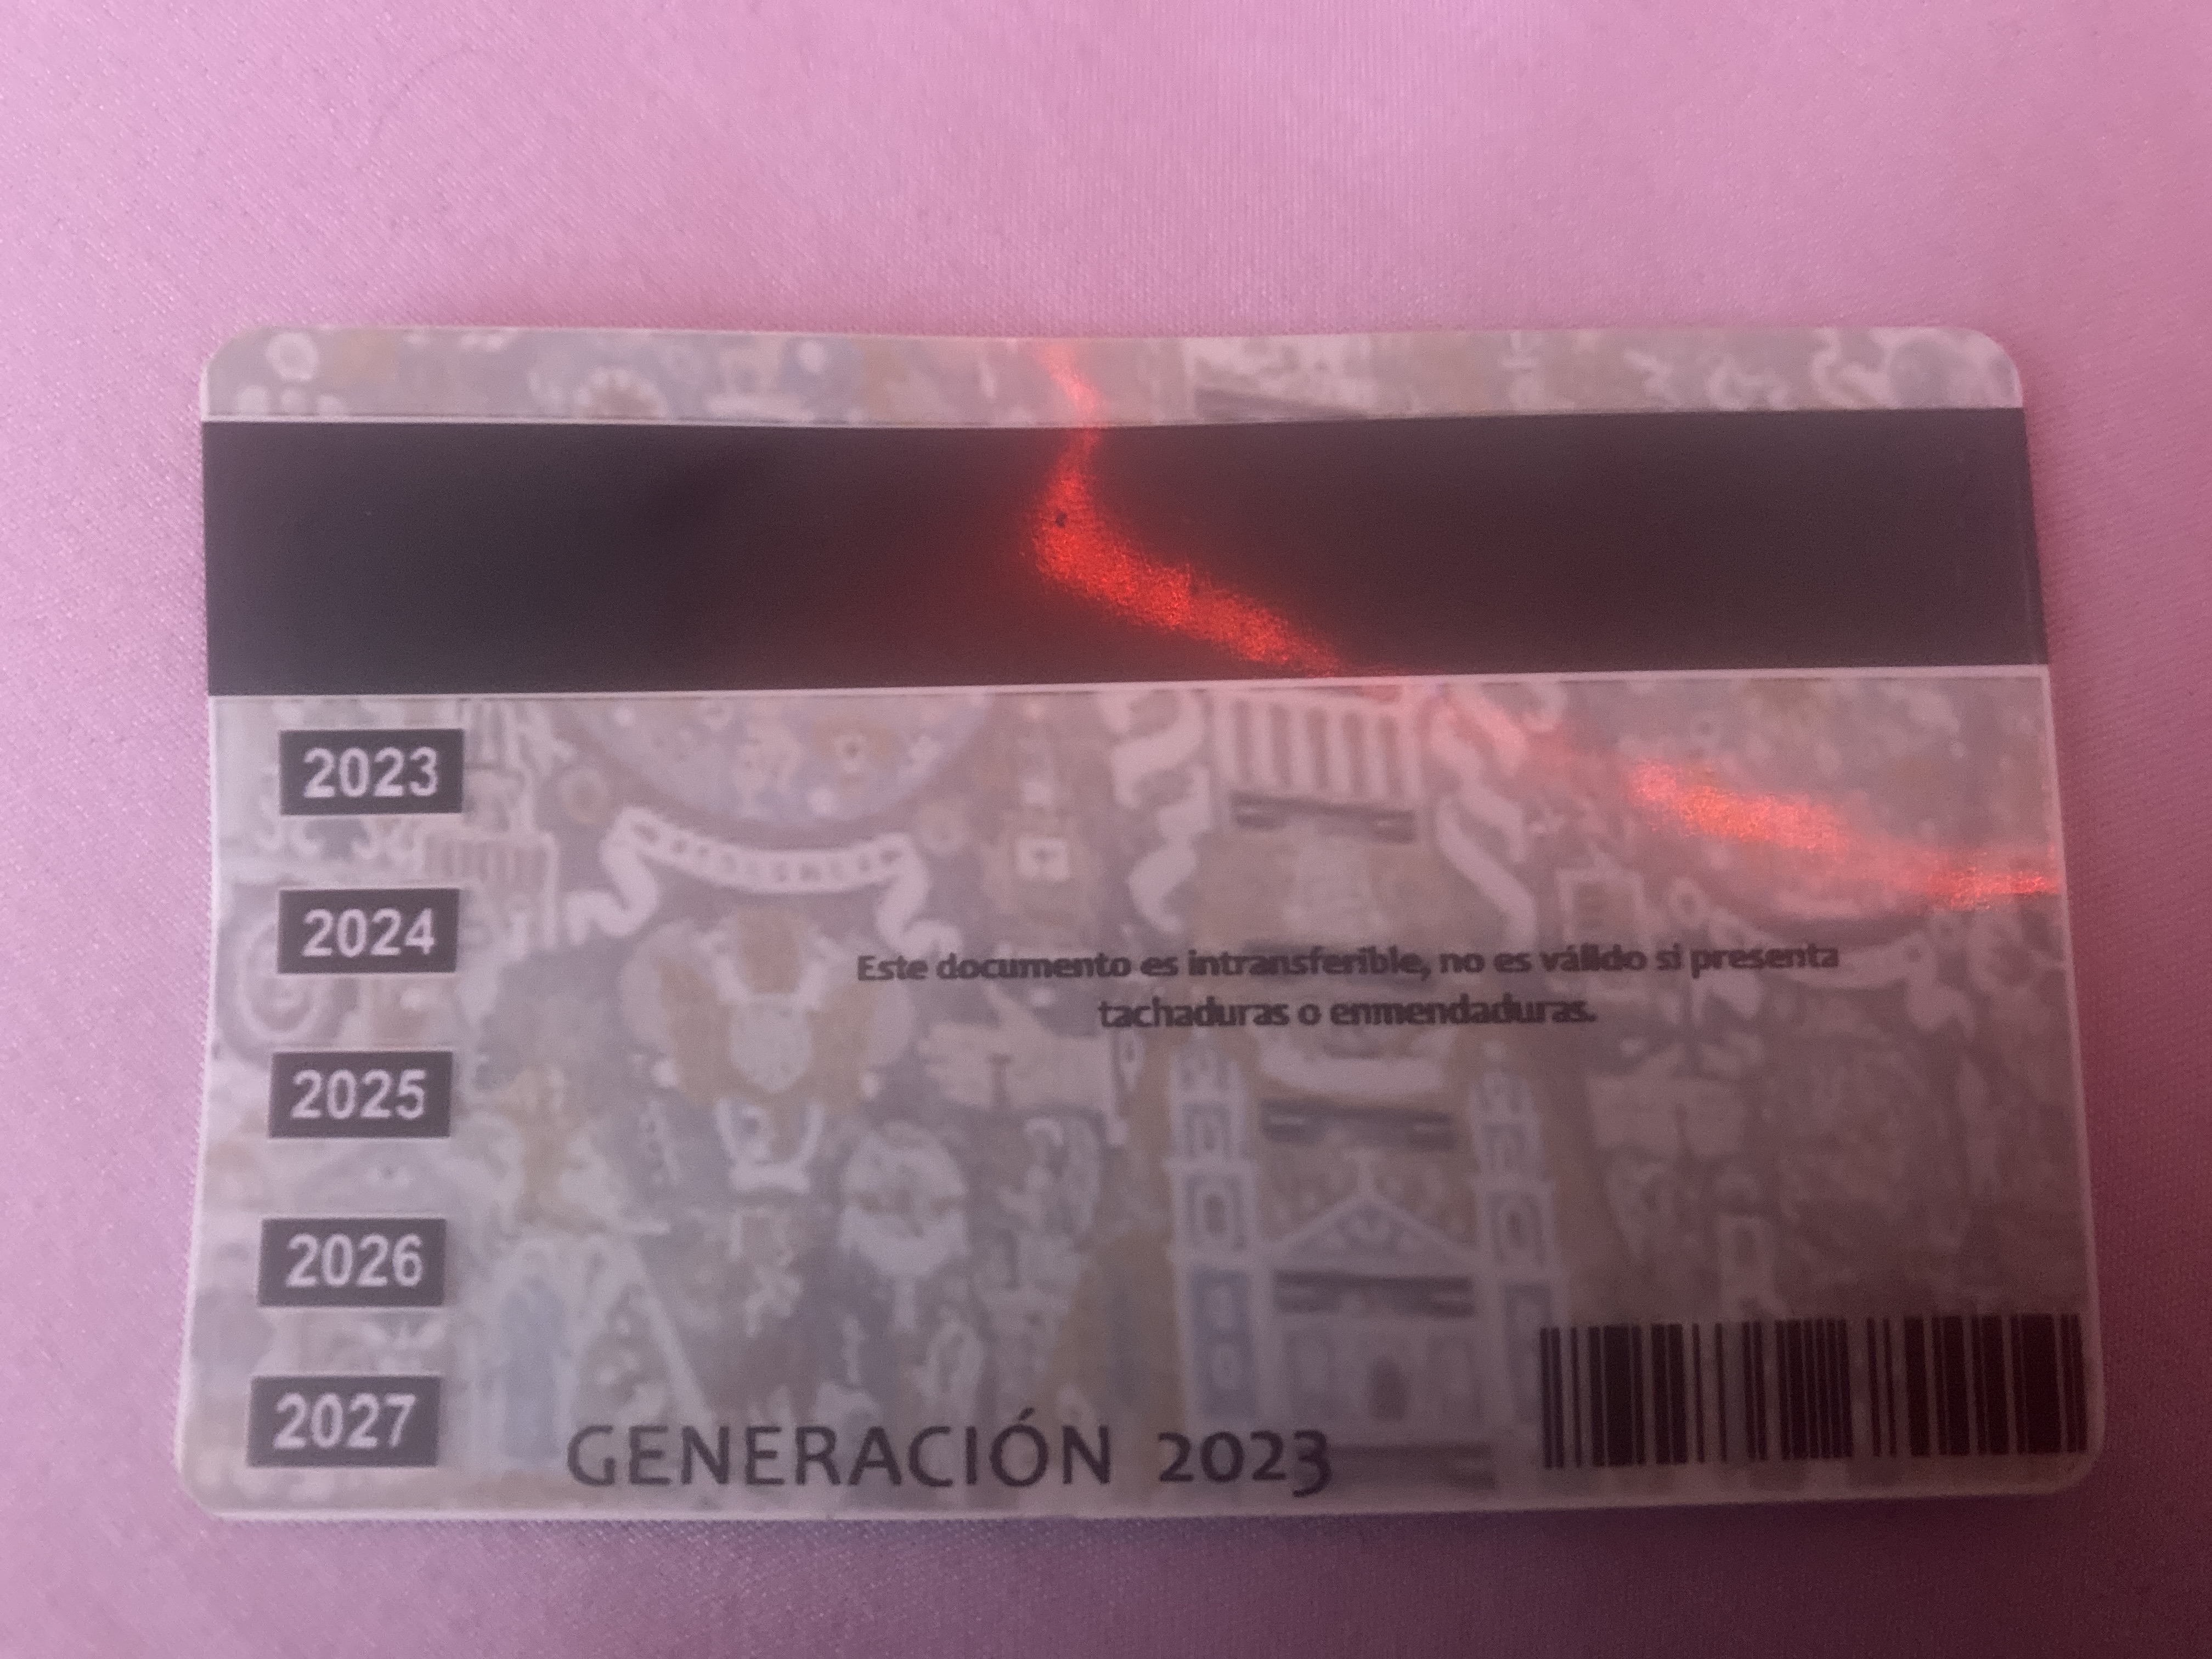 2023
2024
Este documento es intransferible, no es válido si presenta
tachaduras o enmendaduras.
2025
2026
2027
GENERACIÓN 2023